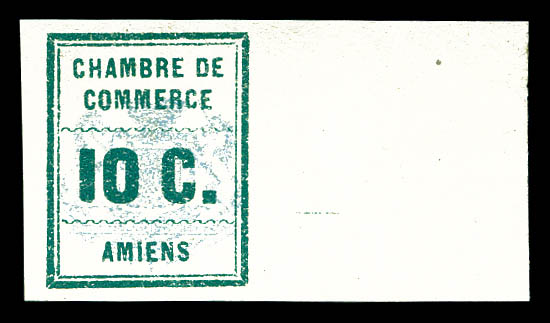 CHAMBRE DE
COMMERCE
10 C.
AMIENS